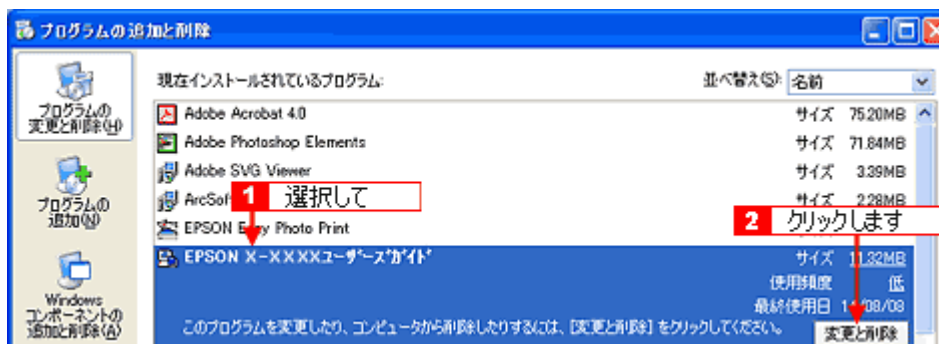 プログラムの追加と削除
現在インストールされているプログラム:
並べ替え(S): 名前
プログラムの
変更と削除(H)
プログラムの
追加(N)
Windows
コンポーネントの
追加と削除(A)
Adobe Acrobat 4.0 サイズ 75.20MB
Adobe Photoshop Elements サイズ 71.84MB
Adobe SVG Viewer サイズ 3.39MB
ArcSof サイズ 2.28MB
1 選択して
2 クリックします
EPSON Photo Print
EPSON X-XXXXユーザーズガイド サイズ 11.32MB
使用頻度 低
最終使用日 /08/08
このプログラムを変更したり、コンピュータから削除したりするには、[変更と削除] をクリックしてください。
変更と削除